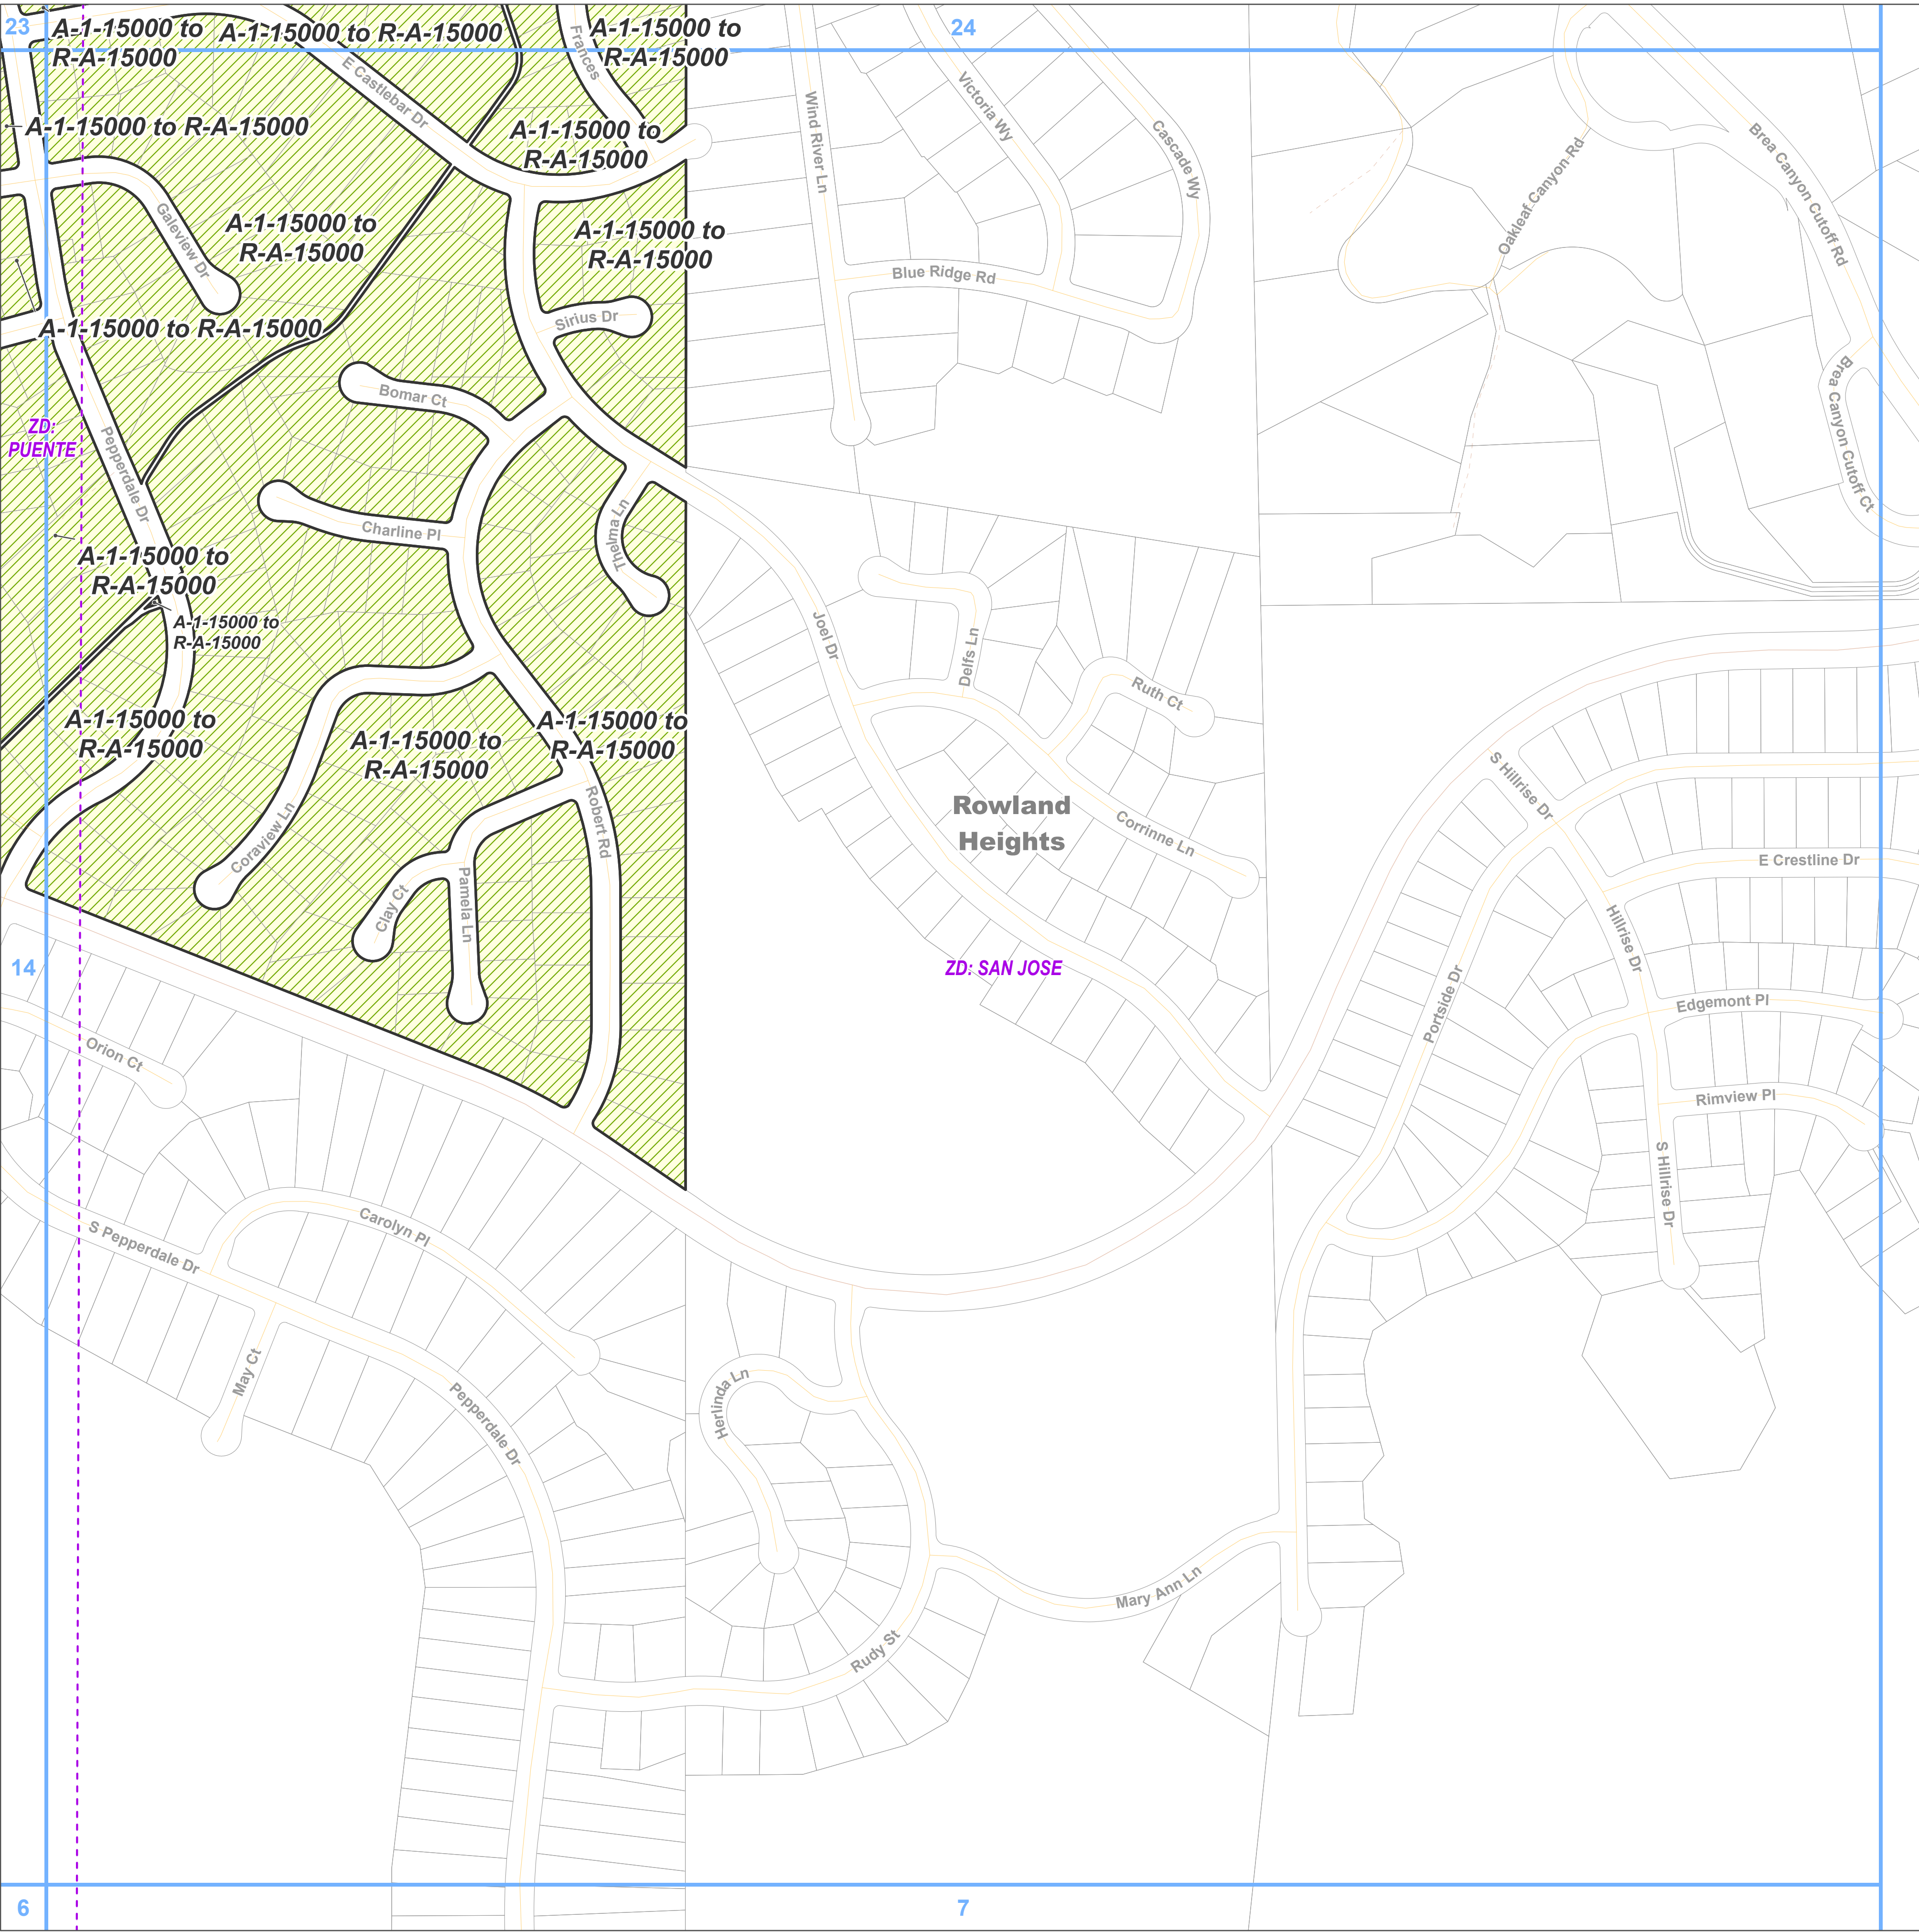 23
24
A-1-15000 to
R-A-15000
A-1-15000 to R-A-15000
A-1-15000 to
R-A-15000
Frances
E Castlebar Dr
A-1-15000 to R-A-15000
A-1-15000 to
R-A-15000
Wind River Ln
Victoria Wy
Cascade Wy
Oakleaf Canyon Rd
Brea Canyon Cutoff Rd
Galeview Dr
A-1-15000 to
R-A-15000
A-1-15000 to
R-A-15000
Blue Ridge Rd
Sirius Dr
A-1-15000 to R-A-15000
Bomar Ct
Brea Canyon Cutoff Ct
ZD:
PUENTE
Pepperdale Dr
Charline Pl
Thelma Ln
A-1-15000 to
R-A-15000
A-1-15000 to
R-A-15000
Joel Dr
Delfs Ln
Ruth Ct
A-1-15000 to
R-A-15000
A-1-15000 to
R-A-15000
A-1-15000 to
R-A-15000
S Hillrise Dr
Rowland
Heights
Coraview Ln
Robert Rd
Corrinne Ln
E Crestline Dr
Clay Ct
Pamela Ln
Hillrise Dr
14
ZD: SAN JOSE
Portside Dr
Edgemont Pl
Orion Ct
Rimview Pl
S Hillrise Dr
Carolyn Pl
S Pepperdale Dr
May Ct
Herlinda Ln
Pepperdale Dr
Mary Ann Ln
Rudy St
6
7